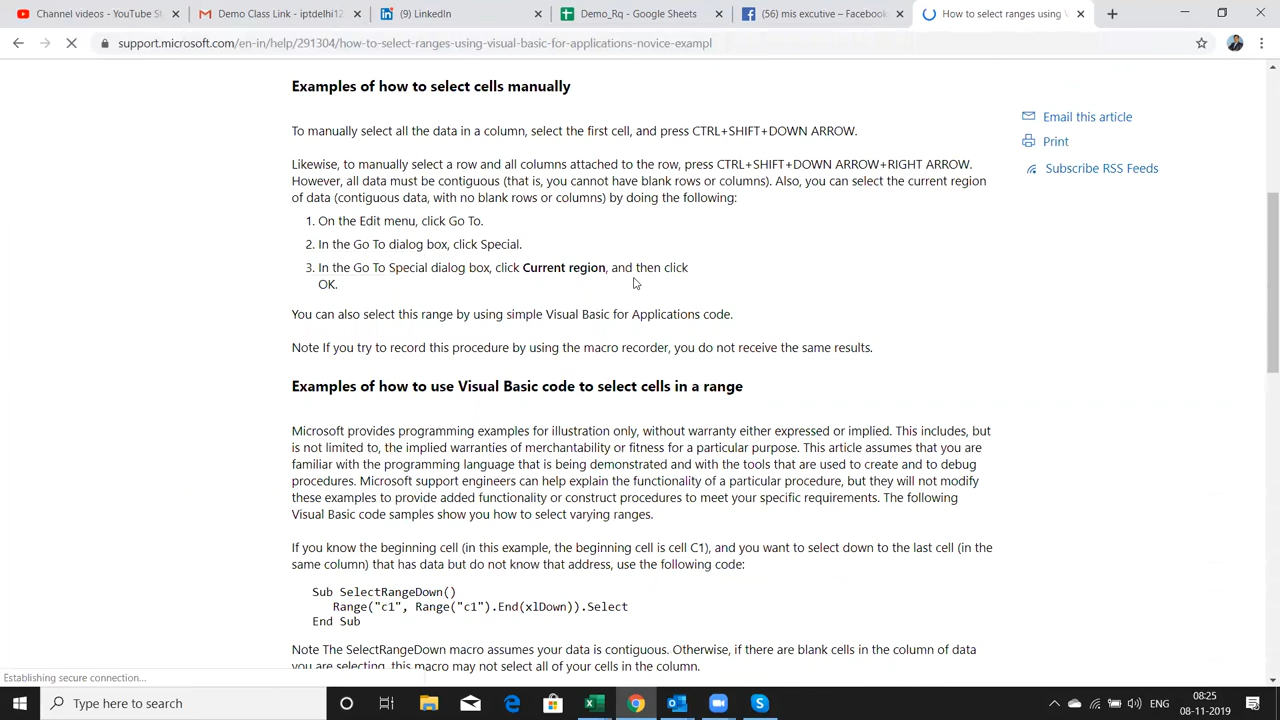 Channel videos - YouTube S
Demo Class Link - iptdelhi12
(9) LinkedIn
Demo_Rq - Google Sheets
(56) mis excutive – Facebook
How to select ranges using V
support.microsoft.com/en-in/help/291304/how-to-select-ranges-using-visual-basic-for-applications-novice-exampl
Examples of how to select cells manually
To manually select all the data in a column, select the first cell, and press CTRL+SHIFT+DOWN ARROW.
Likewise, to manually select a row and all columns attached to the row, press CTRL+SHIFT+DOWN ARROW+RIGHT ARROW.
However, all data must be contiguous (that is, you cannot have blank rows or columns). Also, you can select the current region
of data (contiguous data, with no blank rows or columns) by doing the following:
1. On the Edit menu, click Go To.
2. In the Go To dialog box, click Special.
3. In the Go To Special dialog box, click Current region, and then click
OK.
You can also select this range by using simple Visual Basic for Applications code.
Note If you try to record this procedure by using the macro recorder, you do not receive the same results.
Examples of how to use Visual Basic code to select cells in a range
Microsoft provides programming examples for illustration only, without warranty either expressed or implied. This includes, but
is not limited to, the implied warranties of merchantability or fitness for a particular purpose. This article assumes that you are
familiar with the programming language that is being demonstrated and with the tools that are used to create and to debug
procedures. Microsoft support engineers can help explain the functionality of a particular procedure, but they will not modify
these examples to provide added functionality or construct procedures to meet your specific requirements. The following
Visual Basic code samples show you how to select varying ranges.
If you know the beginning cell (in this example, the beginning cell is cell C1), and you want to select down to the last cell (in the
same column) that has data but do not know that address, use the following code:
Sub SelectRangeDown()
Range("c1", Range("c1").End(xlDown)).Select
End Sub
Note The SelectRangeDown macro assumes your data is contiguous. Otherwise, if there are blank cells in the column of data
you are selecting, this macro may not select all of your cells in the column.
Email this article
Print
Subscribe RSS Feeds
Establishing secure connection...
Type here to search
ENG
08:25
08-11-2019